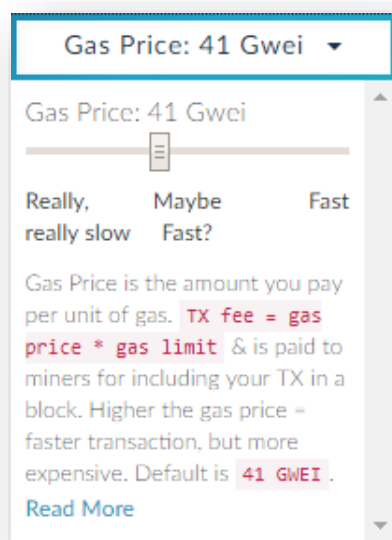 Gas Price: 41 Gwei
Gas Price: 41 Gwei
Really, really slow
Maybe Fast?
Fast
Gas Price is the amount you pay
per unit of gas. TX fee = gas
price * gas limit & is paid to
miners for including your TX in a
block. Higher the gas price =
faster transaction, but more
expensive. Default is 41 GWEI.
Read More